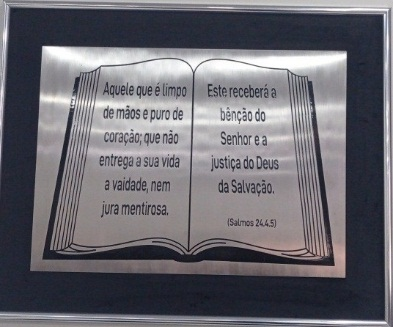 Aquele que é limpo
de mãos e puro de
coração; que não
entrega a sua vida
a vaidade, nem
jura mentirosa.
Este receberá a
bênção do
Senhor e a
justiça do Deus
da Salvação.
(Salmos 24.4,5)